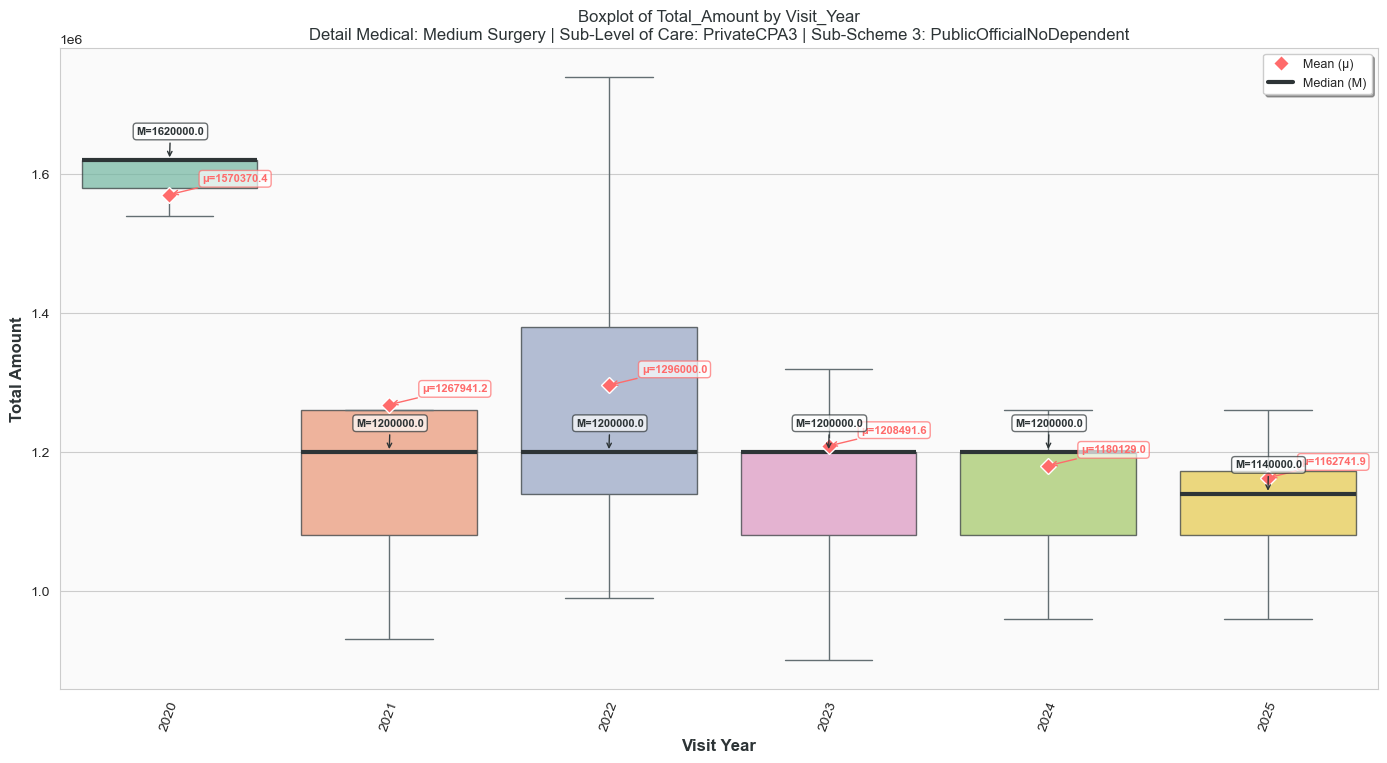 Boxplot of Total_Amount by Visit_Year
Detail Medical: Medium Surgery | Sub-Level of Care: PrivateCPA3 | Sub-Scheme 3: PublicOfficialNoDependent
1e6
Mean (μ)
Median (M)
M=1620000.0
μ=1570370.4
1.6
1.4
μ=1267941.2
M=1200000.0
μ=1296000.0
M=1200000.0
M=1200000.0
μ=1208491.6
M=1200000.0
μ=1180129.0
M=1140000.0
μ=1162741.9
1.2
1.0
Total Amount
2020
2021
2022
2023
2024
2025
Visit Year